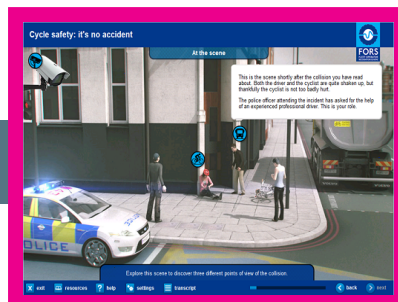 Cycle safety: it's no accident
FORS
At the scene
This is the scene shortly after the collision you have read
about. Both the driver and the cyclist are quite shaken up, but
thankfully the cyclist is not too badly hurt.
The police officer attending the incident has asked for the help
of an experienced professional driver. This is your role.
POLICE
Explore this scene to discover three different points of view of the collision.
X exit
resources
? help
settings
transcript
back
next